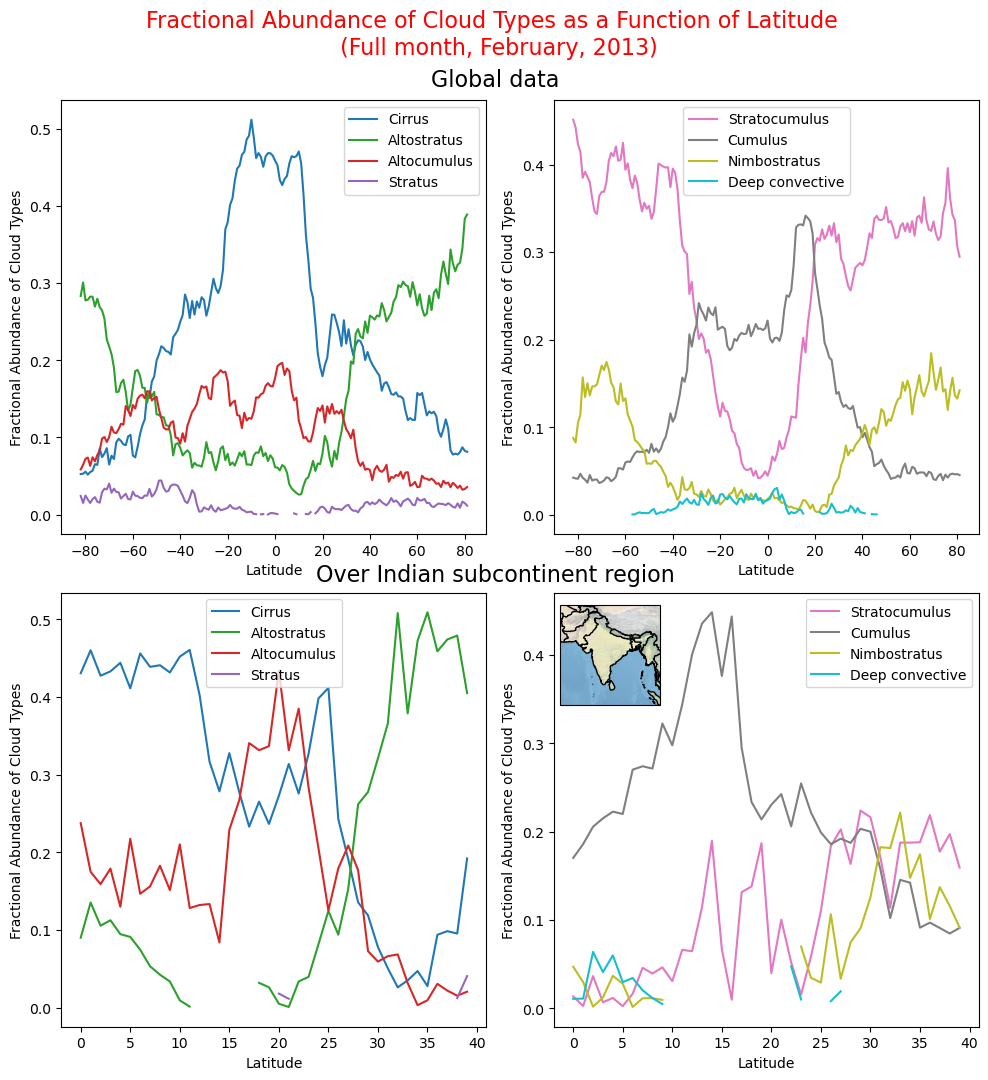 Fractional Abundance of Cloud Types as a Function of Latitude
(Full month, February, 2013)
Global data
Fractional Abundance of Cloud Types
0.5
0.4
0.3
0.2
0.1
0.0
Cirrus
Altostratus
Altocumulus
Stratus
−80 −60 −40 −20 0 20 40 60 80
Latitude
Fractional Abundance of Cloud Types
0.4
0.3
0.2
0.1
0.0
Stratocumulus
Cumulus
Nimbostratus
Deep convective
−80 −60 −40 −20 0 20 40 60 80
Latitude
Over Indian subcontinent region
Fractional Abundance of Cloud Types
0.5
0.4
0.3
0.2
0.1
0.0
Cirrus
Altostratus
Altocumulus
Stratus
0 5 10 15 20 25 30 35 40
Latitude
Fractional Abundance of Cloud Types
0.4
0.3
0.2
0.1
0.0
Stratocumulus
Cumulus
Nimbostratus
Deep convective
0 5 10 15 20 25 30 35 40
Latitude